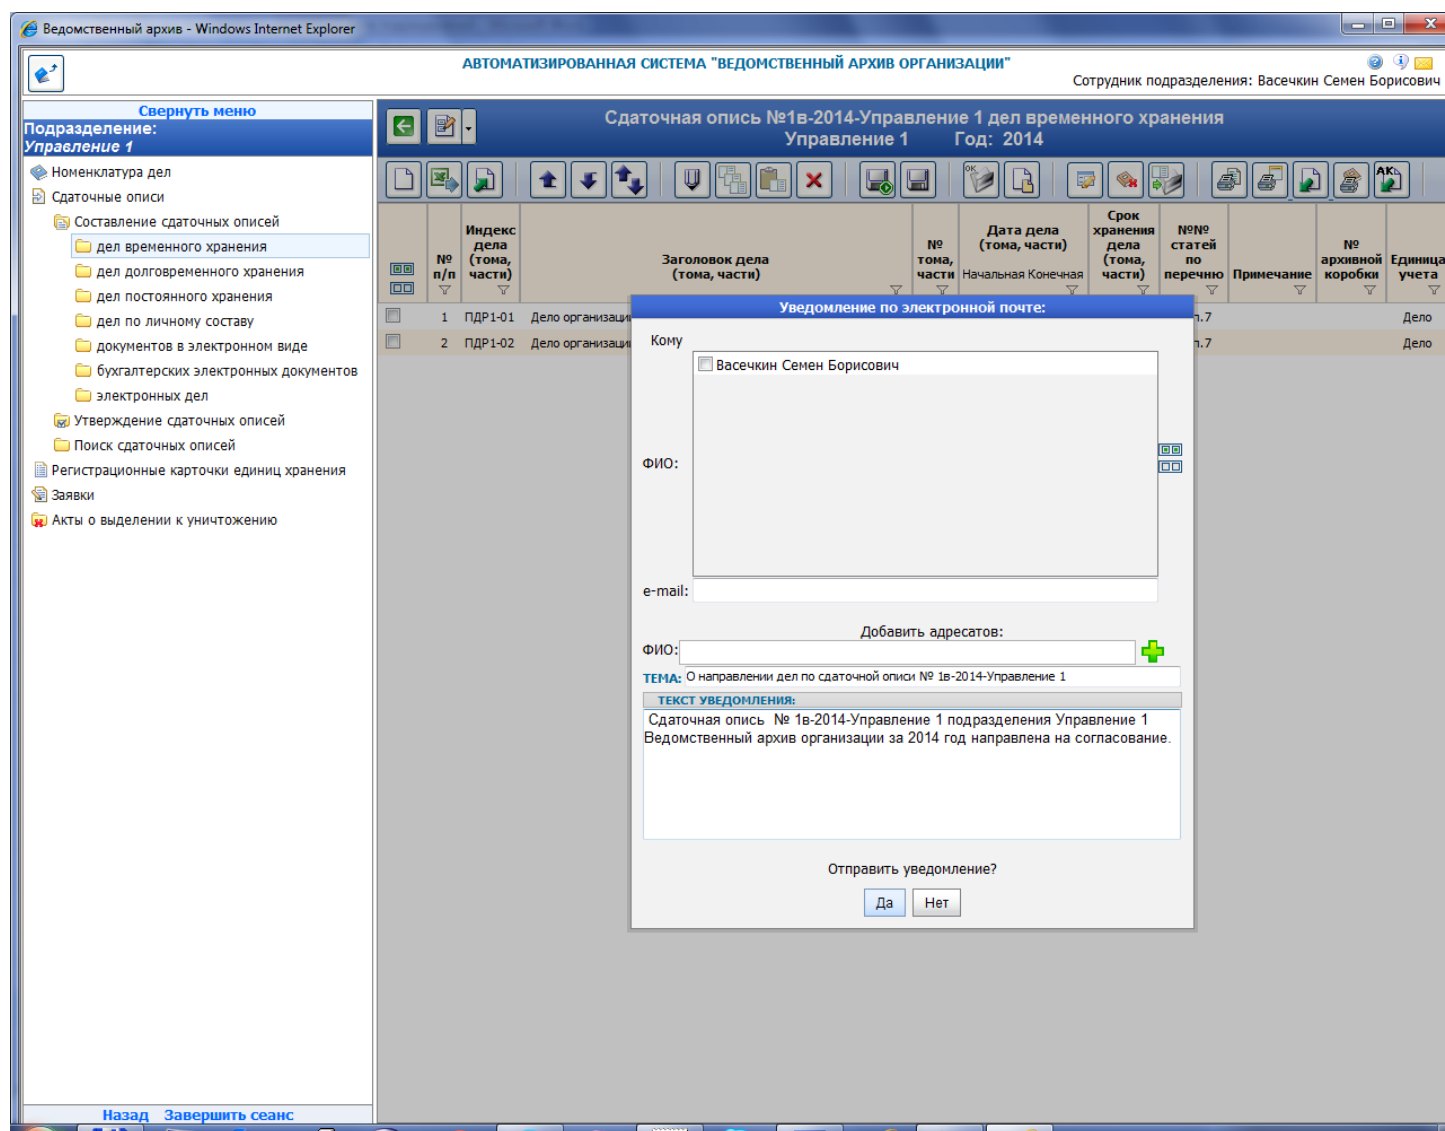 Ведомственный архив - Windows Internet Explorer
АВТОМАТИЗИРОВАННАЯ СИСТЕМА "ВЕДОМСТВЕННЫЙ АРХИВ ОРГАНИЗАЦИИ"
Сотрудник подразделения: Васечкин Семен Борисович
Свернуть меню
Подразделение:
Управление 1
Номенклатура дел
Сдаточные описи
Составление сдаточных описей
дел временного хранения
дел долговременного хранения
дел постоянного хранения
дел по личному составу
документов в электронном виде
бухгалтерских электронных документов
электронных дел
Утверждение сдаточных описей
Поиск сдаточных описей
Регистрационные карточки единиц хранения
Заявки
Акты о выделении к уничтожению
Назад Завершить сеанс
Сдаточная опись №1в-2014-Управление 1 дел временного хранения
Управление 1 Год: 2014
№ п/п
Индекс дела (тома, части)
Заголовок дела (тома, части)
№ тома, части
Дата дела (тома, части)
Начальная Конечная
Срок хранения дела (тома, части)
№№ статей по перечню
Примечание
№ архивной коробки
Единица учета
1 ПДР1-01 Дело организации п.7 Дело
2 ПДР1-02 Дело организации п.7 Дело
Уведомление по электронной почте:
Кому
Васечкин Семен Борисович
ФИО:
e-mail:
Добавить адресатов:
ФИО:
ТЕМА: О направлении дел по сдаточной описи № 1в-2014-Управление 1
ТЕКСТ УВЕДОМЛЕНИЯ:
Сдаточная опись № 1в-2014-Управление 1 подразделения Управление 1
Ведомственный архив организации за 2014 год направлена на согласование.
Отправить уведомление?
Да Нет